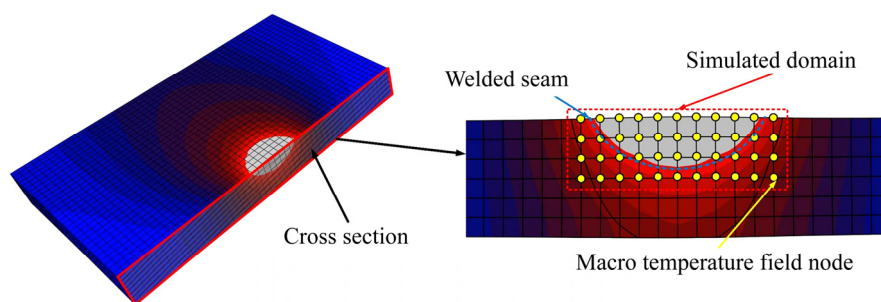 Simulated domain
Welded seam
Cross section
Macro temperature field node